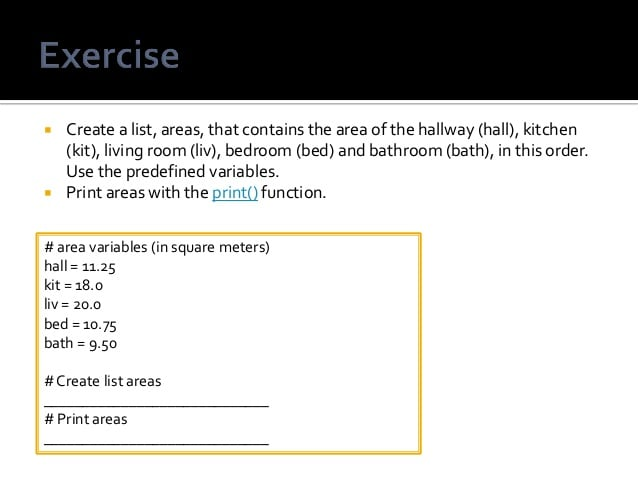 Exercise
Create a list, areas, that contains the area of the hallway (hall), kitchen
(kit), living room (liv), bedroom (bed) and bathroom (bath), in this order.
Use the predefined variables.
Print areas with the print() function.
# area variables (in square meters)
hall = 11.25
kit = 18.0
liv = 20.0
bed = 10.75
bath = 9.50
# Create list areas
____________________________
# Print areas
____________________________